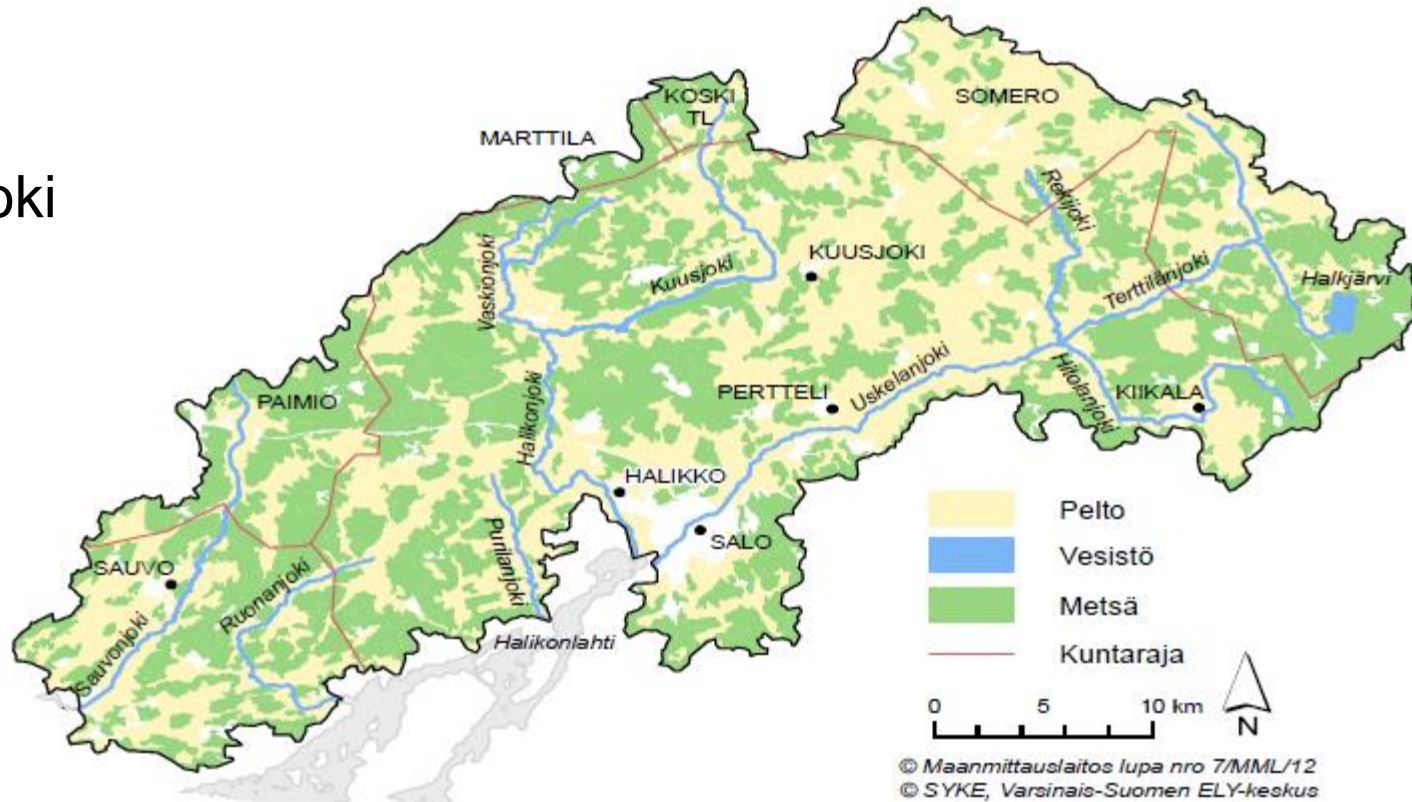 oki
KOSKI
TL
SOMERO
MARTTILA
Rekijoki
KUUSJOKI
Vaskionjoki
Kuusjoki
Terttilänjoki
Halkjärvi
PAIMIO
Halikonjoki
PERTTELI
Uskelanjoki
Hitolanjoki
KIIKALA
HALIKKO
SALO
Purilanjoki
SAUVO
Ruonanjoki
Sauvonjoki
Halikonlahti
Pelto
Vesistö
Metsä
Kuntaraja
0 5 10 km
N
© Maanmittauslaitos lupa nro 7/MML/12
© SYKE, Varsinais-Suomen ELY-keskus